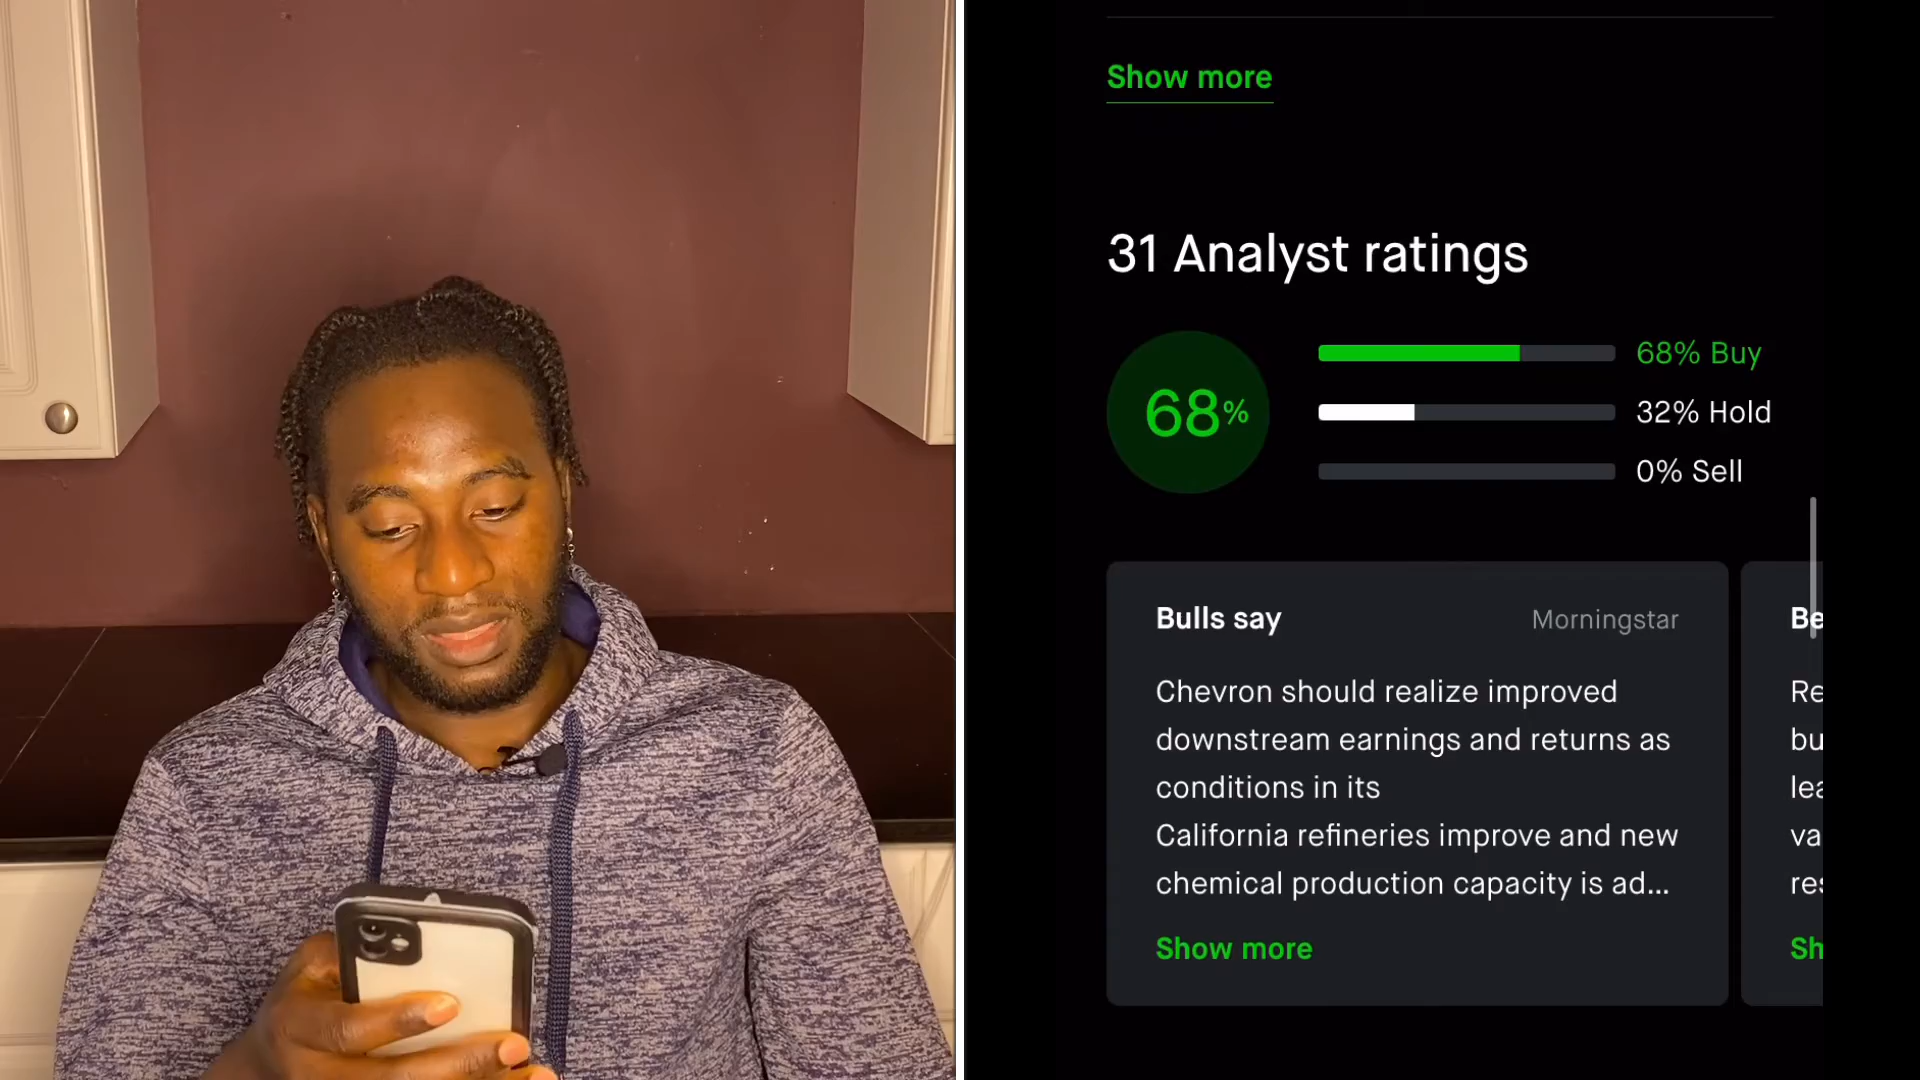 Show more
31 Analyst ratings
68%
68% Buy
32% Hold
0% Sell
Bulls say
Morningstar
Chevron should realize improved
downstream earnings and returns as
conditions in its
California refineries improve and new
chemical production capacity is ad...
Show more